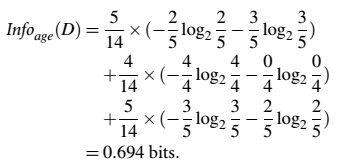 Info_age(D) = 5/14 × (−2/5 log₂ 2/5 − 3/5 log₂ 3/5)
+ 4/14 × (−4/4 log₂ 4/4 − 0/4 log₂ 0/4)
+ 5/14 × (−3/5 log₂ 3/5 − 2/5 log₂ 2/5)
= 0.694 bits.